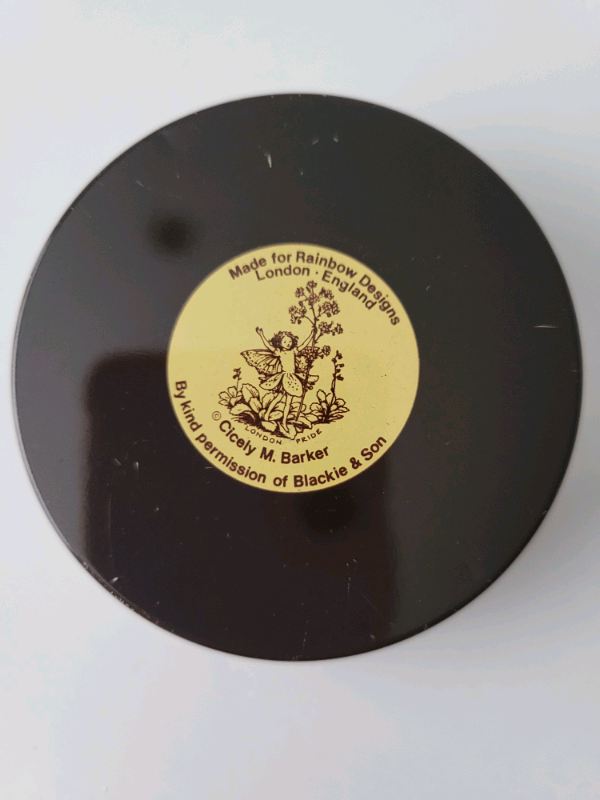 Made for Rainbow Designs
London · England
LONDON PRIDE
© Cicely M. Barker
By kind permission of Blackie & Son